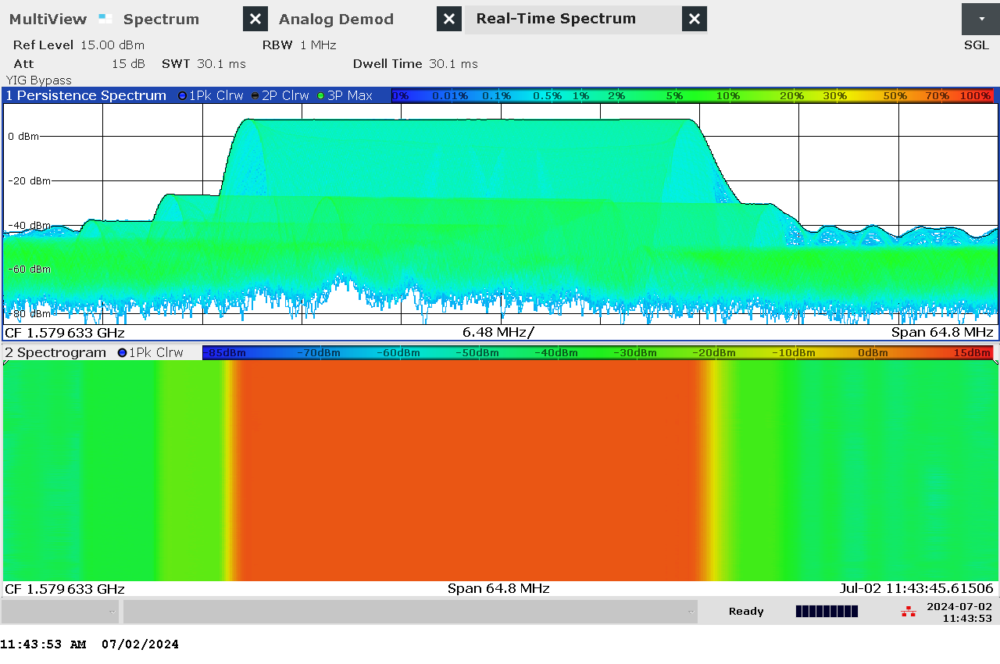 MultiView Spectrum Analog Demod Real-Time Spectrum
Ref Level 15.00 dBm RBW 1 MHz SGL
Att 15 dB SWT 30.1 ms Dwell Time 30.1 ms
YIG Bypass
1 Persistence Spectrum 1Pk Clrw 2P Clrw 3P Max 0% 0.01% 0.1% 0.5% 1% 2% 5% 10% 20% 30% 50% 70% 100%
0 dBm
-20 dBm
-40 dBm
-60 dBm
-80 dBm
CF 1.579 633 GHz 6.48 MHz/ Span 64.8 MHz
2 Spectrogram 1Pk Clrw -85dBm -70dBm -60dBm -50dBm -40dBm -30dBm -20dBm -10dBm 0dBm 15dBm
CF 1.579 633 GHz Span 64.8 MHz Jul-02 11:43:45.61506
Ready 2024-07-02
11:43:53
11:43:53 AM 07/02/2024